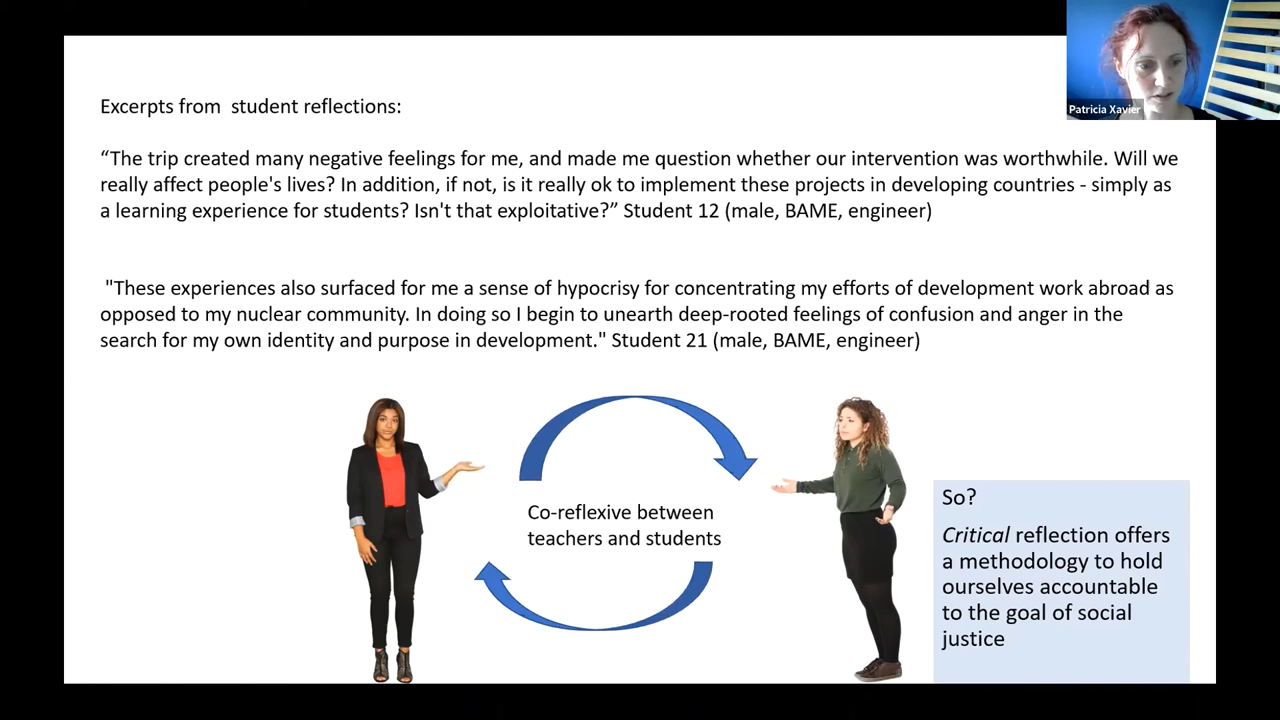 Patricia Xavier
Excerpts from  student reflections:
“The trip created many negative feelings for me, and made me question whether our intervention was worthwhile. Will we
really affect people's lives? In addition, if not, is it really ok to implement these projects in developing countries - simply as
a learning experience for students? Isn't that exploitative?” Student 12 (male, BAME, engineer)
"These experiences also surfaced for me a sense of hypocrisy for concentrating my efforts of development work abroad as
opposed to my nuclear community. In doing so I begin to unearth deep-rooted feelings of confusion and anger in the
search for my own identity and purpose in development." Student 21 (male, BAME, engineer)
Co-reflexive between
teachers and students
So?
Critical reflection offers
a methodology to hold
ourselves accountable
to the goal of social
justice